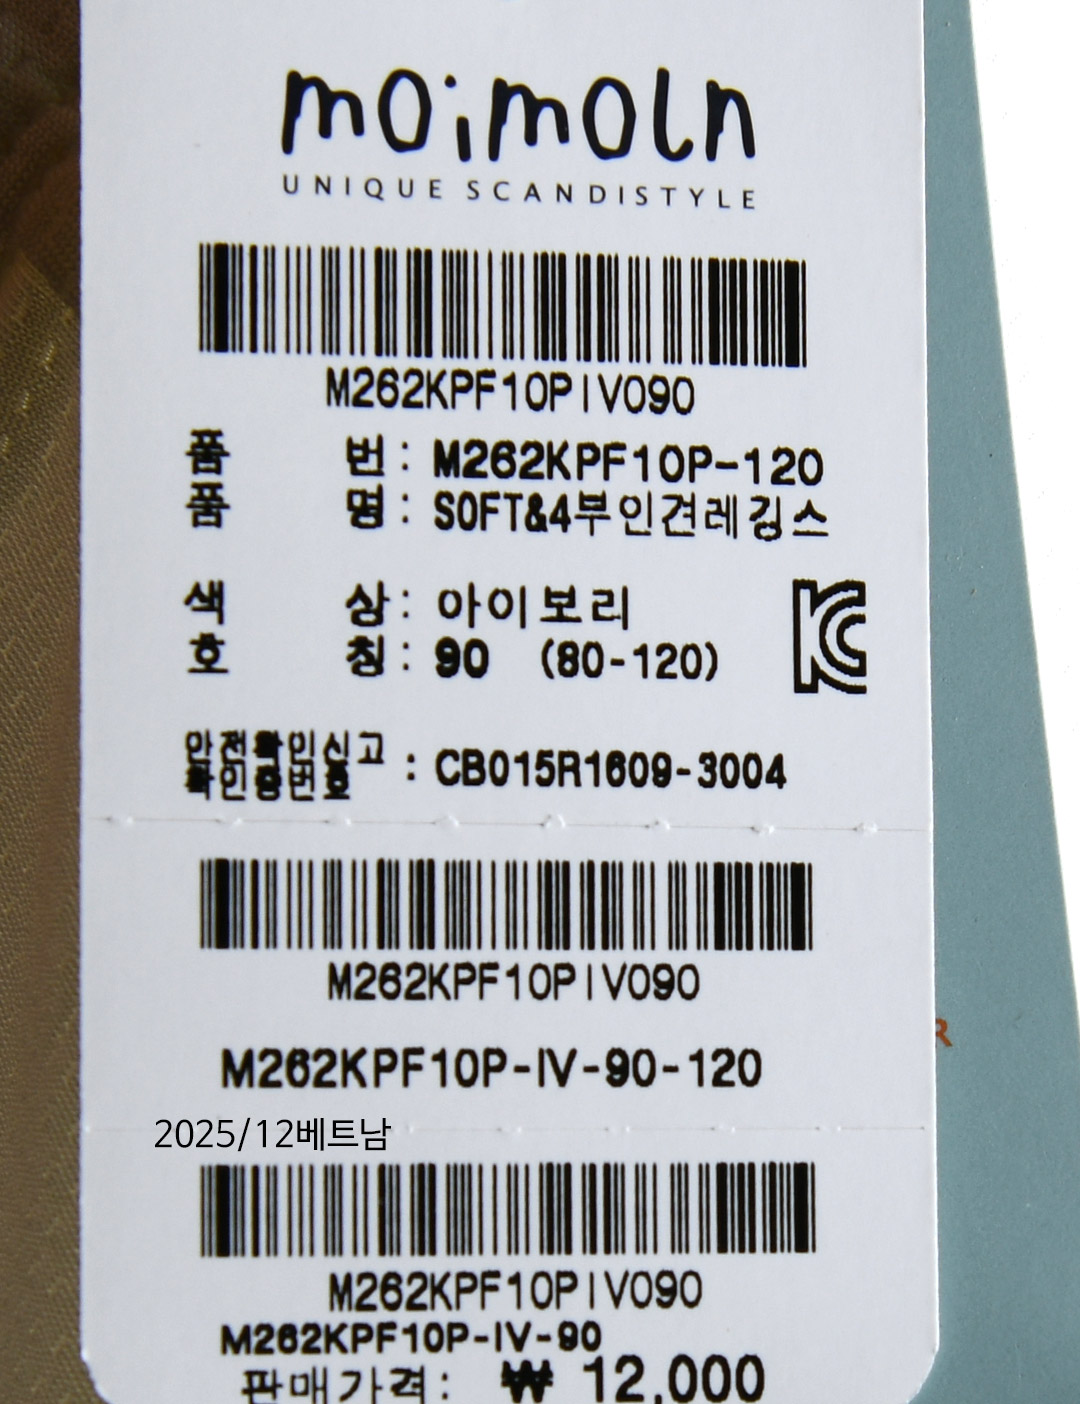 moimoln
UNIQUE SCANDISTYLE
M262KPF10PIV090
품 번 : M262KPF10P-120
품 명 : SOFT&4부인견레깅스
색 상 : 아이보리
호 칭 : 90 (80-120)
안전확인신고
확인증번호 : CB015R1609-3004
M262KPF10PIV090
M262KPF10P-IV-90-120
2025/12베트남
M262KPF10PIV090
M262KPF10P-IV-90
판매가격 : ₩ 12,000
R